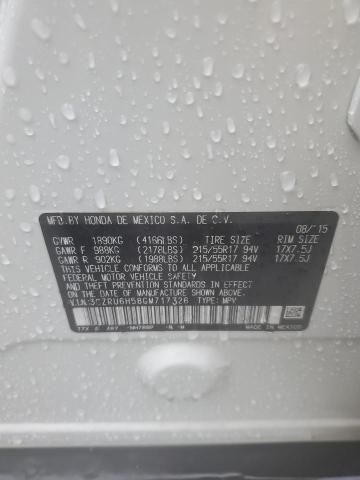 MFD.BY HONDA DE MEXICO S.A. DE C.V. 08/'15
GVWR 1890KG (4166LBS) TIRE SIZE RIM SIZE
GAWR F 988KG (2178LBS) 215/55R17 94V 17X7.5J
GAWR R 902KG (1988LBS) 215/55R17 94V 17X7.5J
THIS VEHICLE CONFORMS TO ALL APPLICABLE
FEDERAL MOTOR VEHICLE SAFETY AND
THEFT PREVENTION STANDARDS IN EFFECT ON
THE DATE OF MANUFACTURE SHOWN ABOVE.
V.I.N: 3CZRU6H58GM717326 TYPE: MPV
MADE IN MEXICO